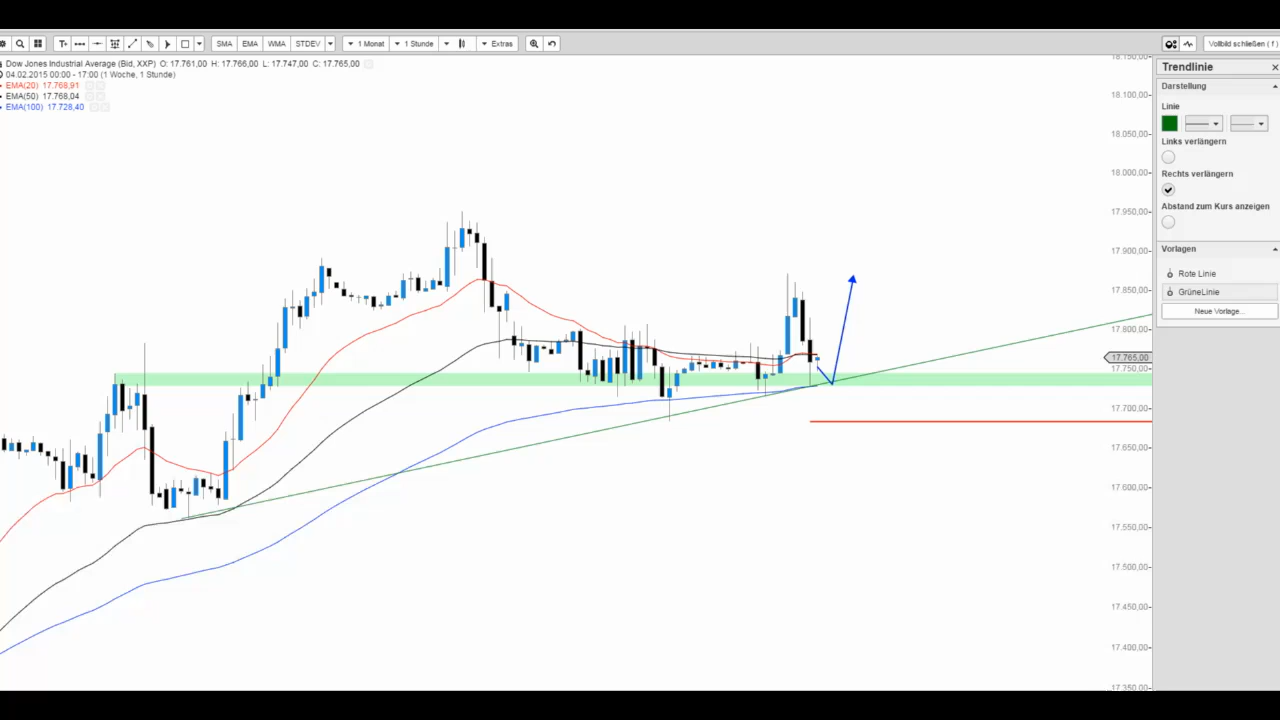 SMA EMA WMA STDEV 1 Monat 1 Stunde Extras Vollbild schließen ( f )
Dow Jones Industrial Average (Bid, XXP) O: 17.761,00 H: 17.766,00 L: 17.747,00 C: 17.765,00
04.02.2015 00:00 - 17:00 (1 Woche, 1 Stunde)
EMA(20) 17.768,91
EMA(50) 17.768,04
EMA(100) 17.728,40
18.150,00
18.100,00
18.050,00
18.000,00
17.950,00
17.900,00
17.850,00
17.800,00
17.765,00
17.750,00
17.700,00
17.650,00
17.600,00
17.550,00
17.500,00
17.450,00
17.400,00
17.350,00
Trendlinie
Darstellung
Linie
Links verlängern
Rechts verlängern
Abstand zum Kurs anzeigen
Vorlagen
Rote Linie
GrüneLinie
Neue Vorlage...